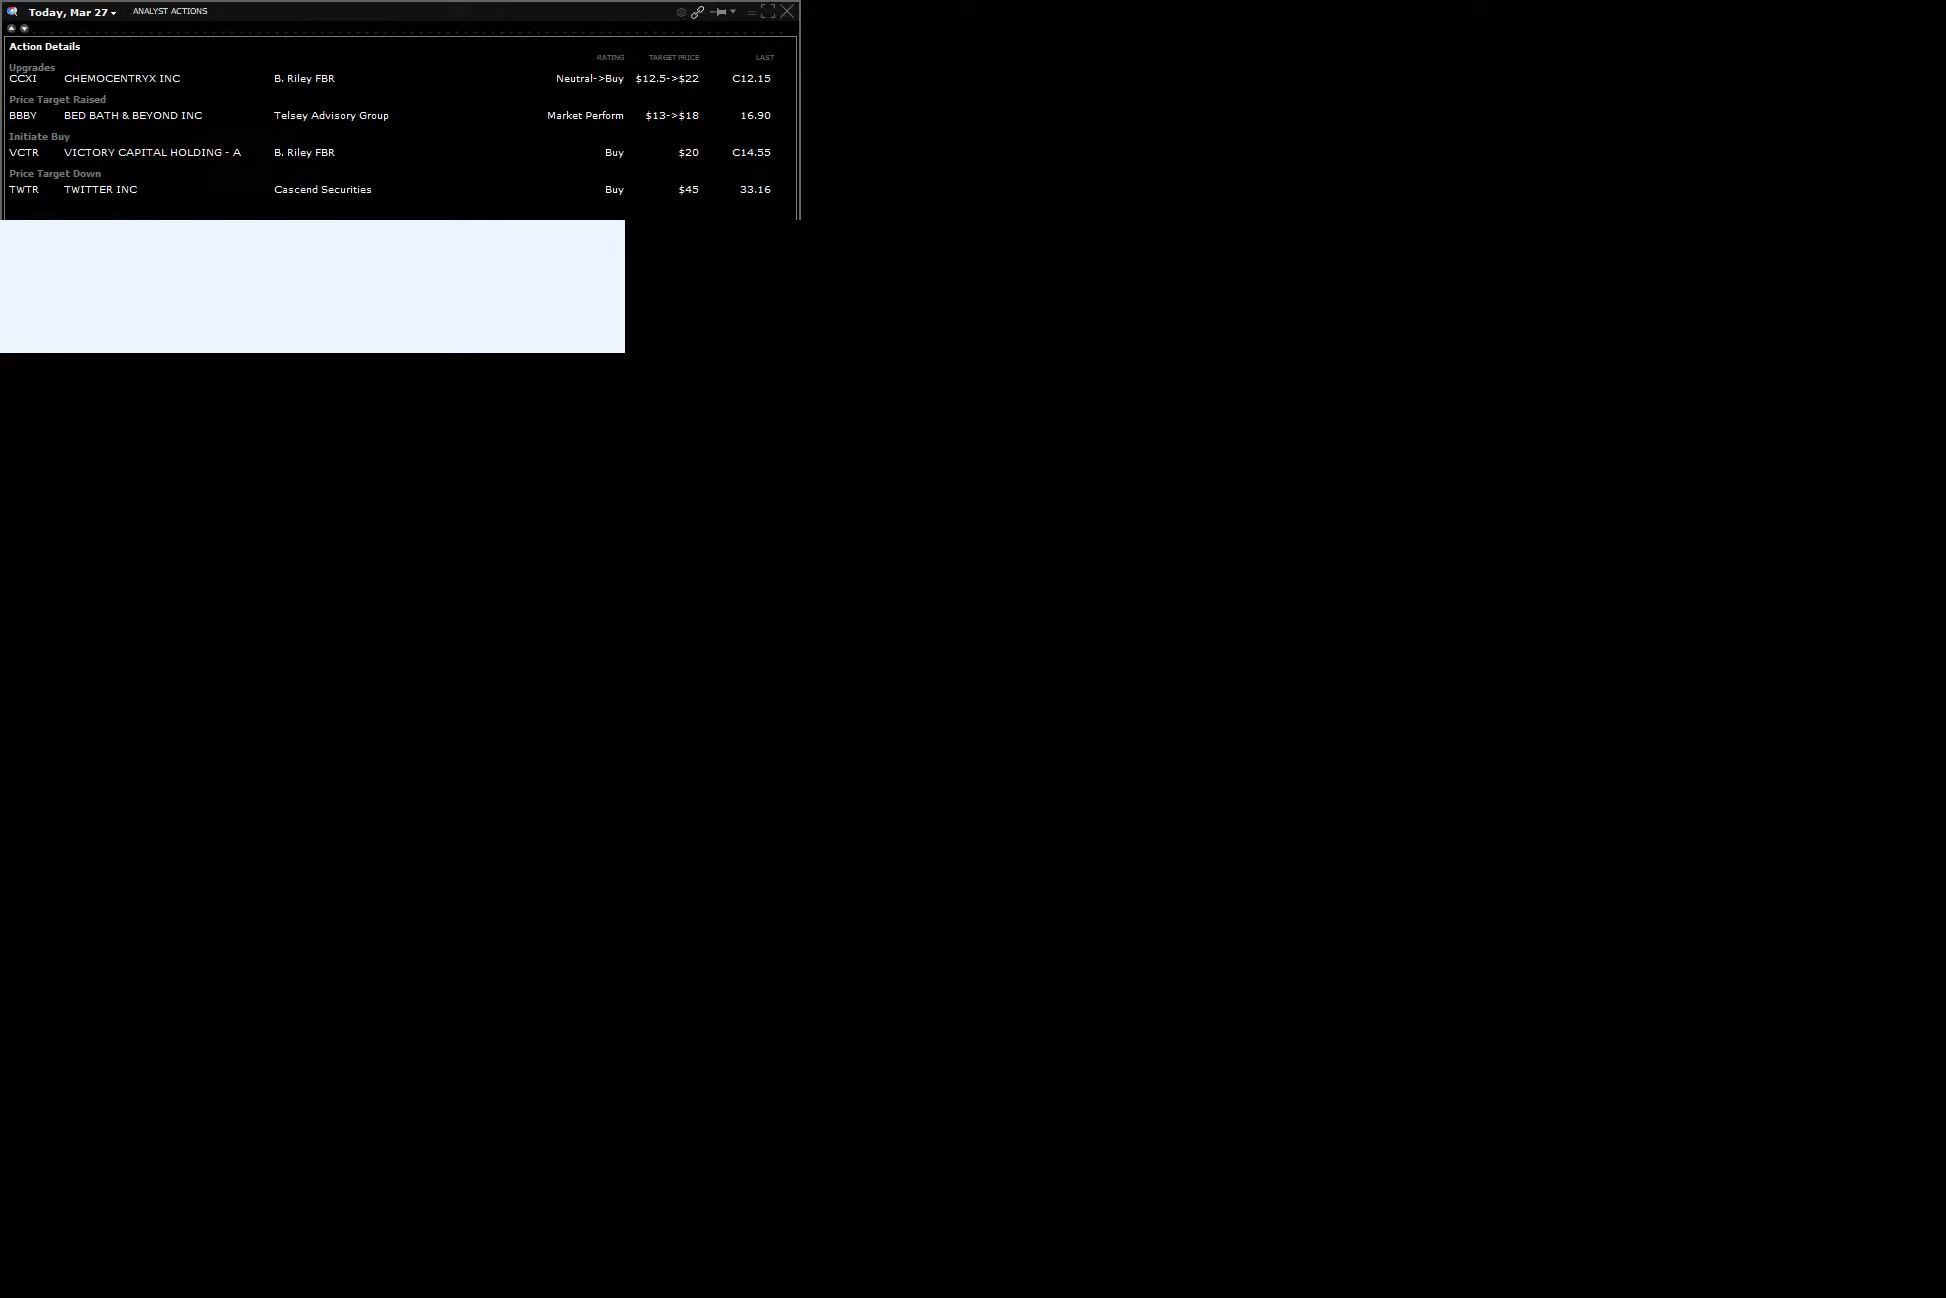 Today, Mar 27 ANALYST ACTIONS
Action Details
RATING TARGET PRICE LAST
Upgrades
CCXI CHEMOCENTRYX INC B. Riley FBR Neutral->Buy $12.5->$22 C12.15
Price Target Raised
BBBY BED BATH & BEYOND INC Telsey Advisory Group Market Perform $13->$18 16.90
Initiate Buy
VCTR VICTORY CAPITAL HOLDING - A B. Riley FBR Buy $20 C14.55
Price Target Down
TWTR TWITTER INC Cascend Securities Buy $45 33.16